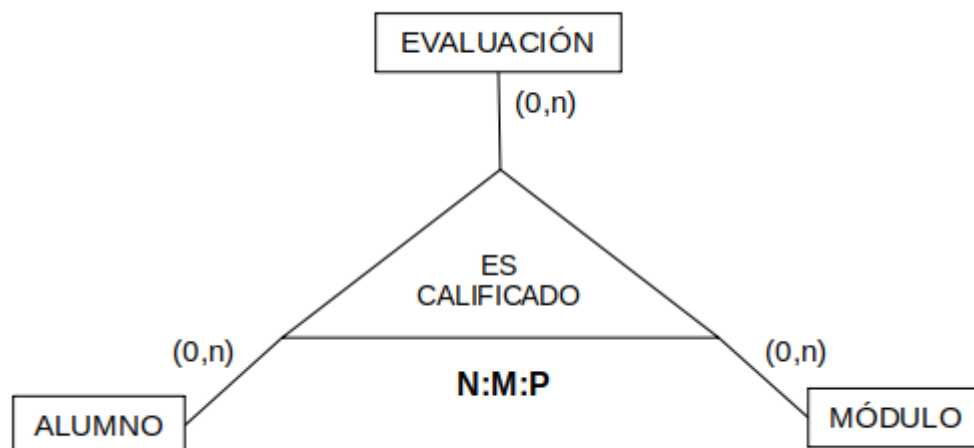 EVALUACIÓN
(0,n)
ES
CALIFICADO
(0,n)
(0,n)
N:M:P
ALUMNO
MÓDULO